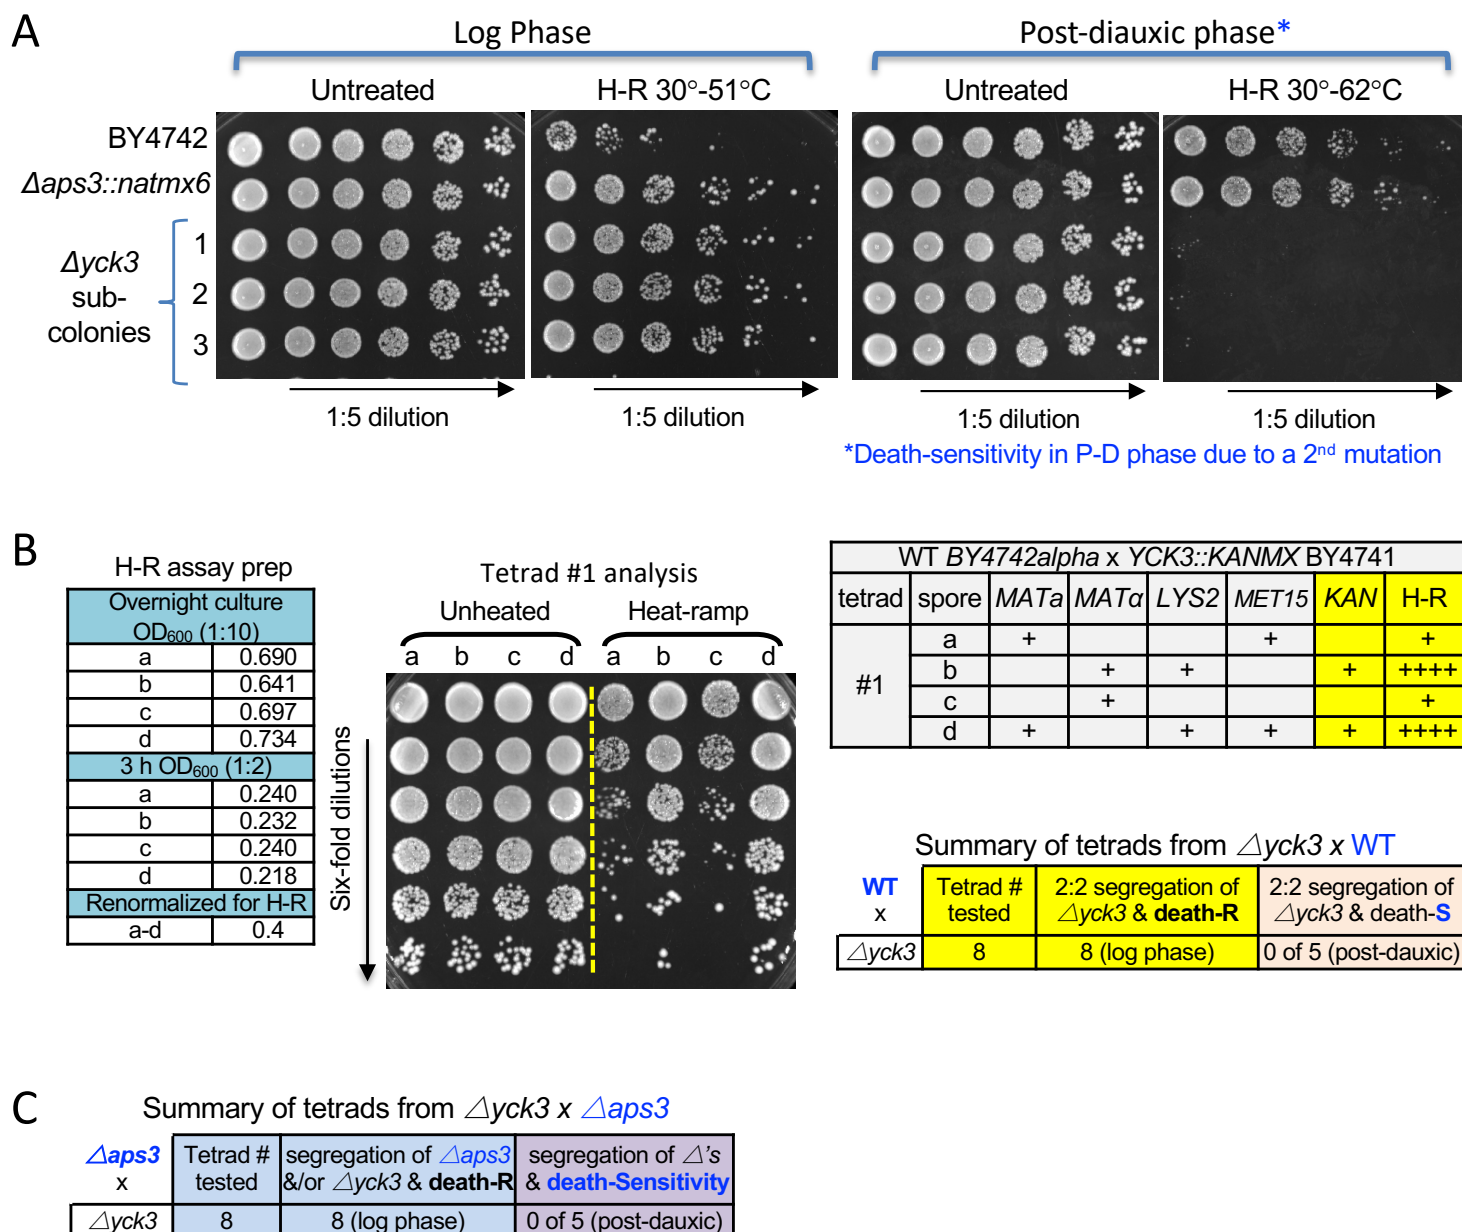 A
Log Phase
Post-diauxic phase*
Untreated
H-R 30°-51°C
Untreated
H-R 30°-62°C
BY4742
Δaps3::natmx6
Δyck3
sub-
colonies
1
2
3
1:5 dilution
1:5 dilution
1:5 dilution
1:5 dilution
*Death-sensitivity in P-D phase due to a 2nd mutation
B
H-R assay prep
Overnight culture
OD600 (1:10)
a 0.690
b 0.641
c 0.697
d 0.734
3 h OD600 (1:2)
a 0.240
b 0.232
c 0.240
d 0.218
Renormalized for H-R
a-d 0.4
Tetrad #1 analysis
Unheated
Heat-ramp
a b c d a b c d
Six-fold dilutions
WT BY4742alpha x YCK3::KANMX BY4741
tetrad spore MATa MATα LYS2 MET15 KAN H-R
#1
a + + +
b + + + ++++
c + +
d + + + + ++++
Summary of tetrads from △yck3 x WT
WT
x
Tetrad #
tested
2:2 segregation of
△yck3 & death-R
2:2 segregation of
△yck3 & death-S
△yck3 8 8 (log phase) 0 of 5 (post-dauxic)
C
Summary of tetrads from △yck3 x △aps3
△aps3
x
Tetrad #
tested
segregation of △aps3
&/or △yck3 & death-R
segregation of △'s
& death-Sensitivity
△yck3 8 8 (log phase) 0 of 5 (post-dauxic)